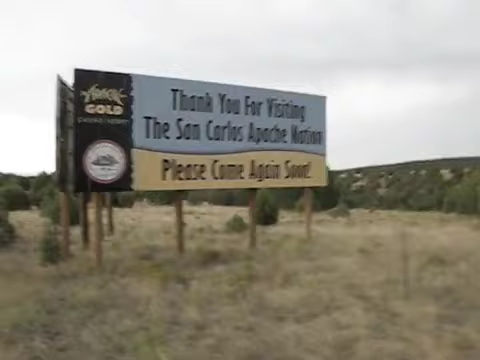 Apache
GOLD
Thank You For Visiting
The San Carlos Apache Nation
Please Come Again Soon!